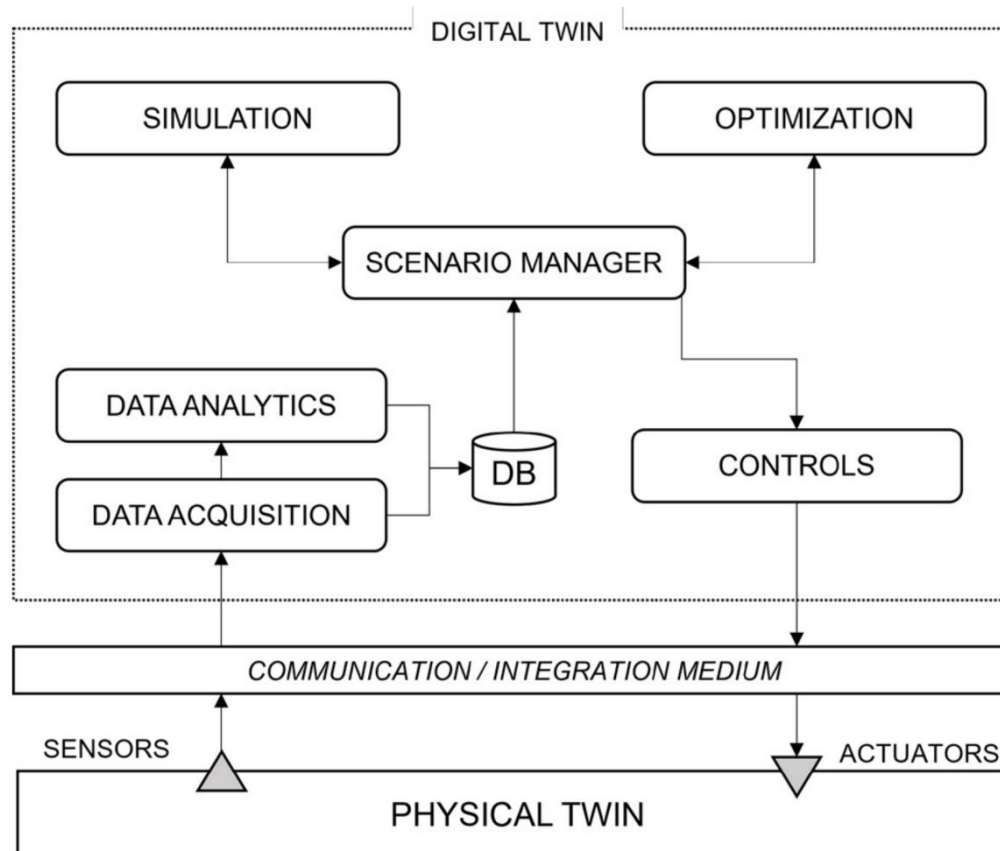 DIGITAL TWIN
SIMULATION
OPTIMIZATION
SCENARIO MANAGER
DATA ANALYTICS
DB
CONTROLS
DATA ACQUISITION
COMMUNICATION / INTEGRATION MEDIUM
SENSORS
ACTUATORS
PHYSICAL TWIN